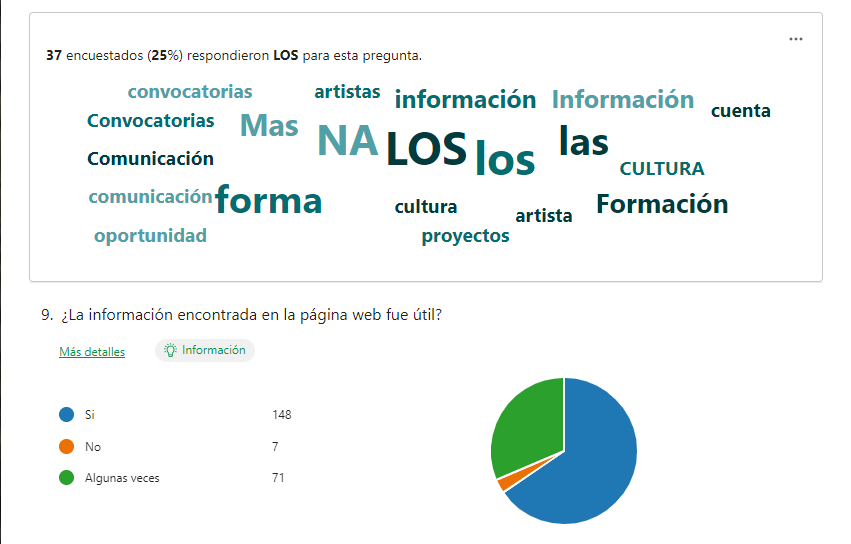 ...
37 encuestados (25%) respondieron LOS para esta pregunta.
convocatorias artistas información Información cuenta
Convocatorias Mas NA LOS los las
Comunicación CULTURA
comunicación forma cultura artista Formación
oportunidad proyectos
9. ¿La información encontrada en la página web fue útil?
Más detalles Información
Si 148
No 7
Algunas veces 71